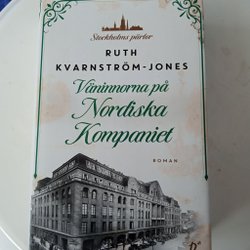 Stockholms pärlor
RUTH
KVARNSTRÖM-JONES
Väninnorna på
Nordiska
Kompaniet
ROMAN